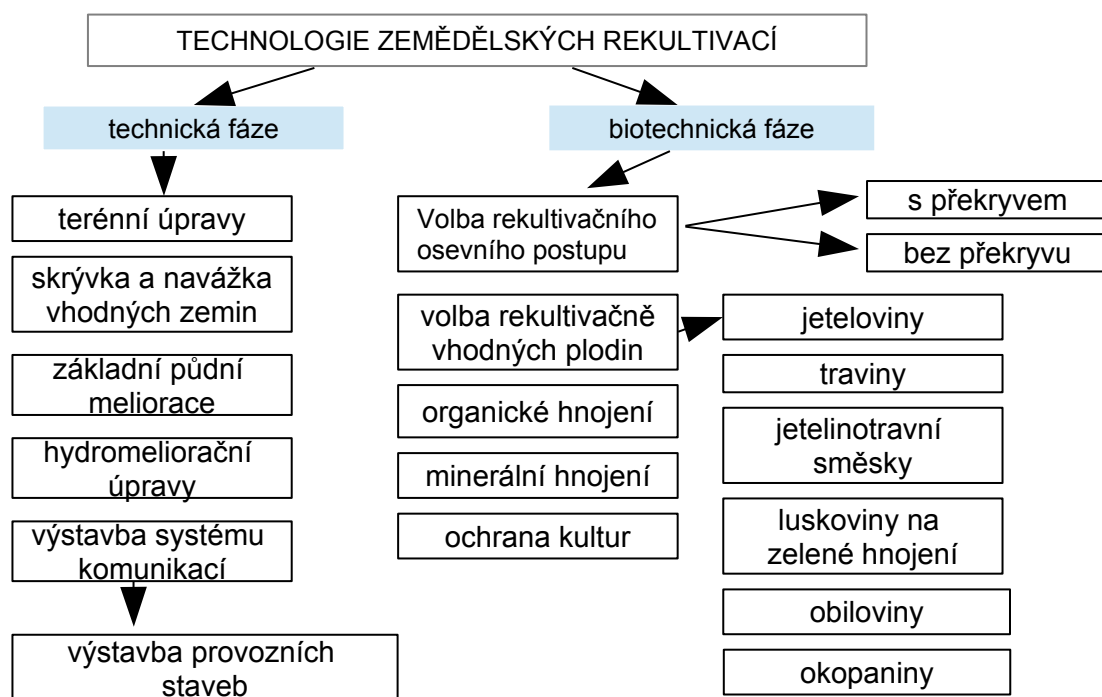 TECHNOLOGIE ZEMĚDĚLSKÝCH REKULTIVACÍ
technická fáze
biotechnická fáze
terénní úpravy
skrývka a navážka
vhodných zemin
základní půdní
meliorace
hydromeliorační
úpravy
výstavba systému
komunikací
výstavba provozních
staveb
Volba rekultivačního
osevního postupu
s překryvem
bez překryvu
volba rekultivačně
vhodných plodin
organické hnojení
minerální hnojení
ochrana kultur
jeteloviny
traviny
jetelinotravní
směsky
luskoviny na
zelené hnojení
obiloviny
okopaniny